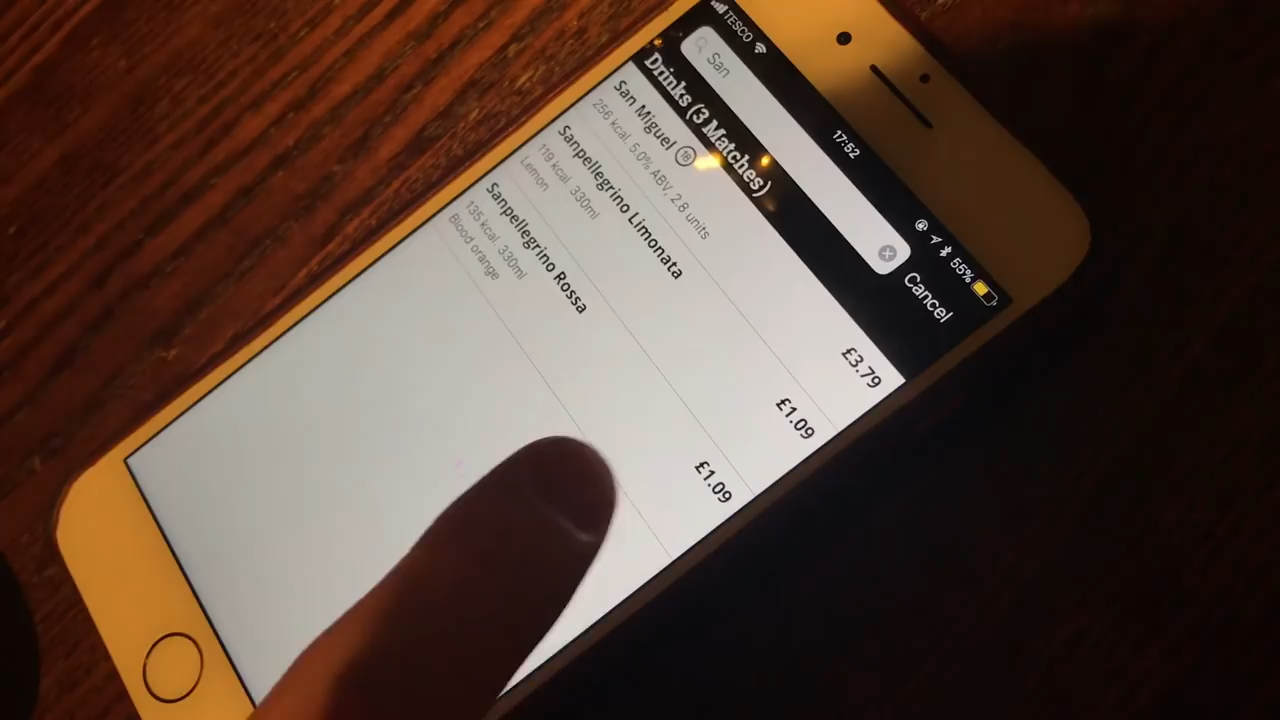 TESCO 17:52 55%
San
Cancel
Drinks (3 Matches)
San Miguel 18 £3.79
256 kcal, 5.0% ABV, 2.8 units
Sanpellegrino Limonata £1.09
119 kcal, 330ml
Lemon
Sanpellegrino Rossa £1.09
135 kcal, 330ml
Blood orange